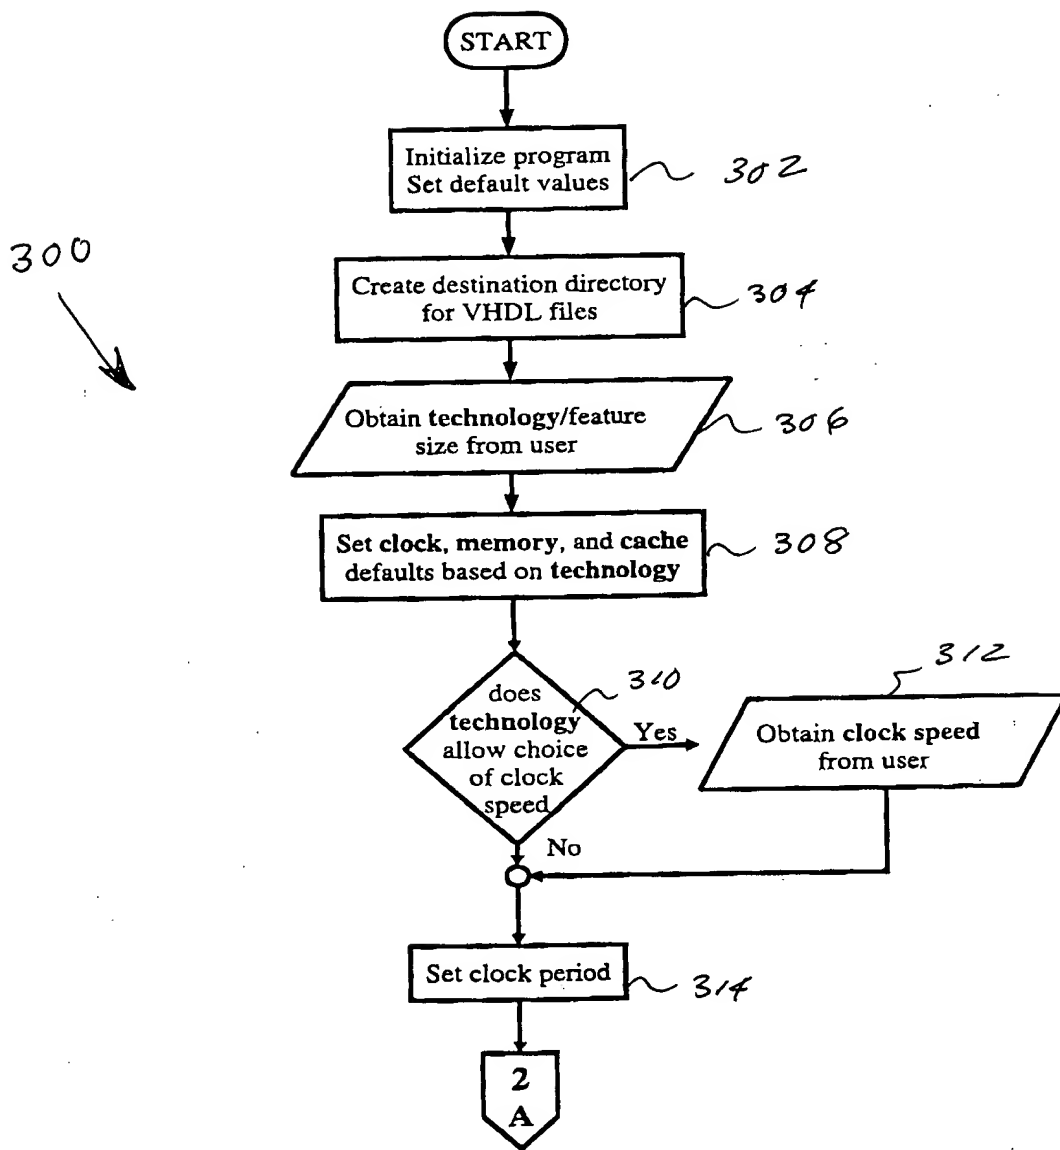 START
Initialize program
Set default values
302
300
Create destination directory
for VHDL files
304
Obtain technology/feature
size from user
306
Set clock, memory, and cache
defaults based on technology
308
does
technology
allow choice
of clock
speed
310
Yes
312
Obtain clock speed
from user
No
Set clock period
314
2
A